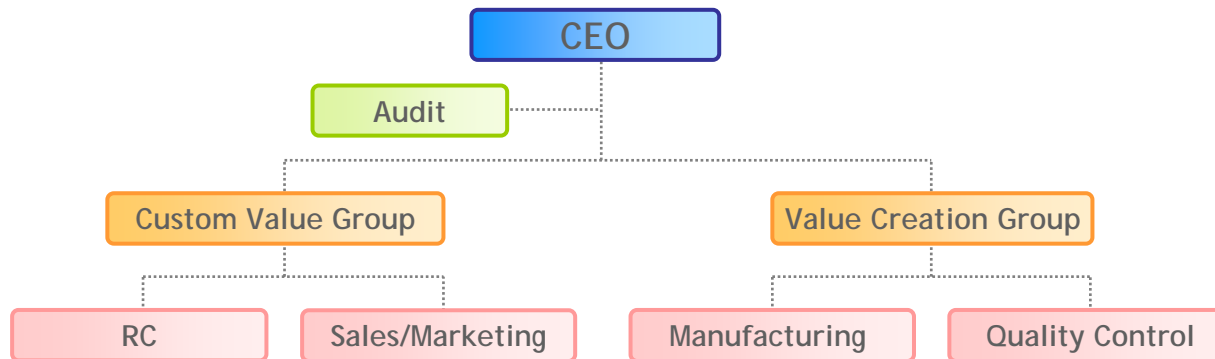 CEO
Audit
Custom Value Group
Value Creation Group
RC
Sales/Marketing
Manufacturing
Quality Control